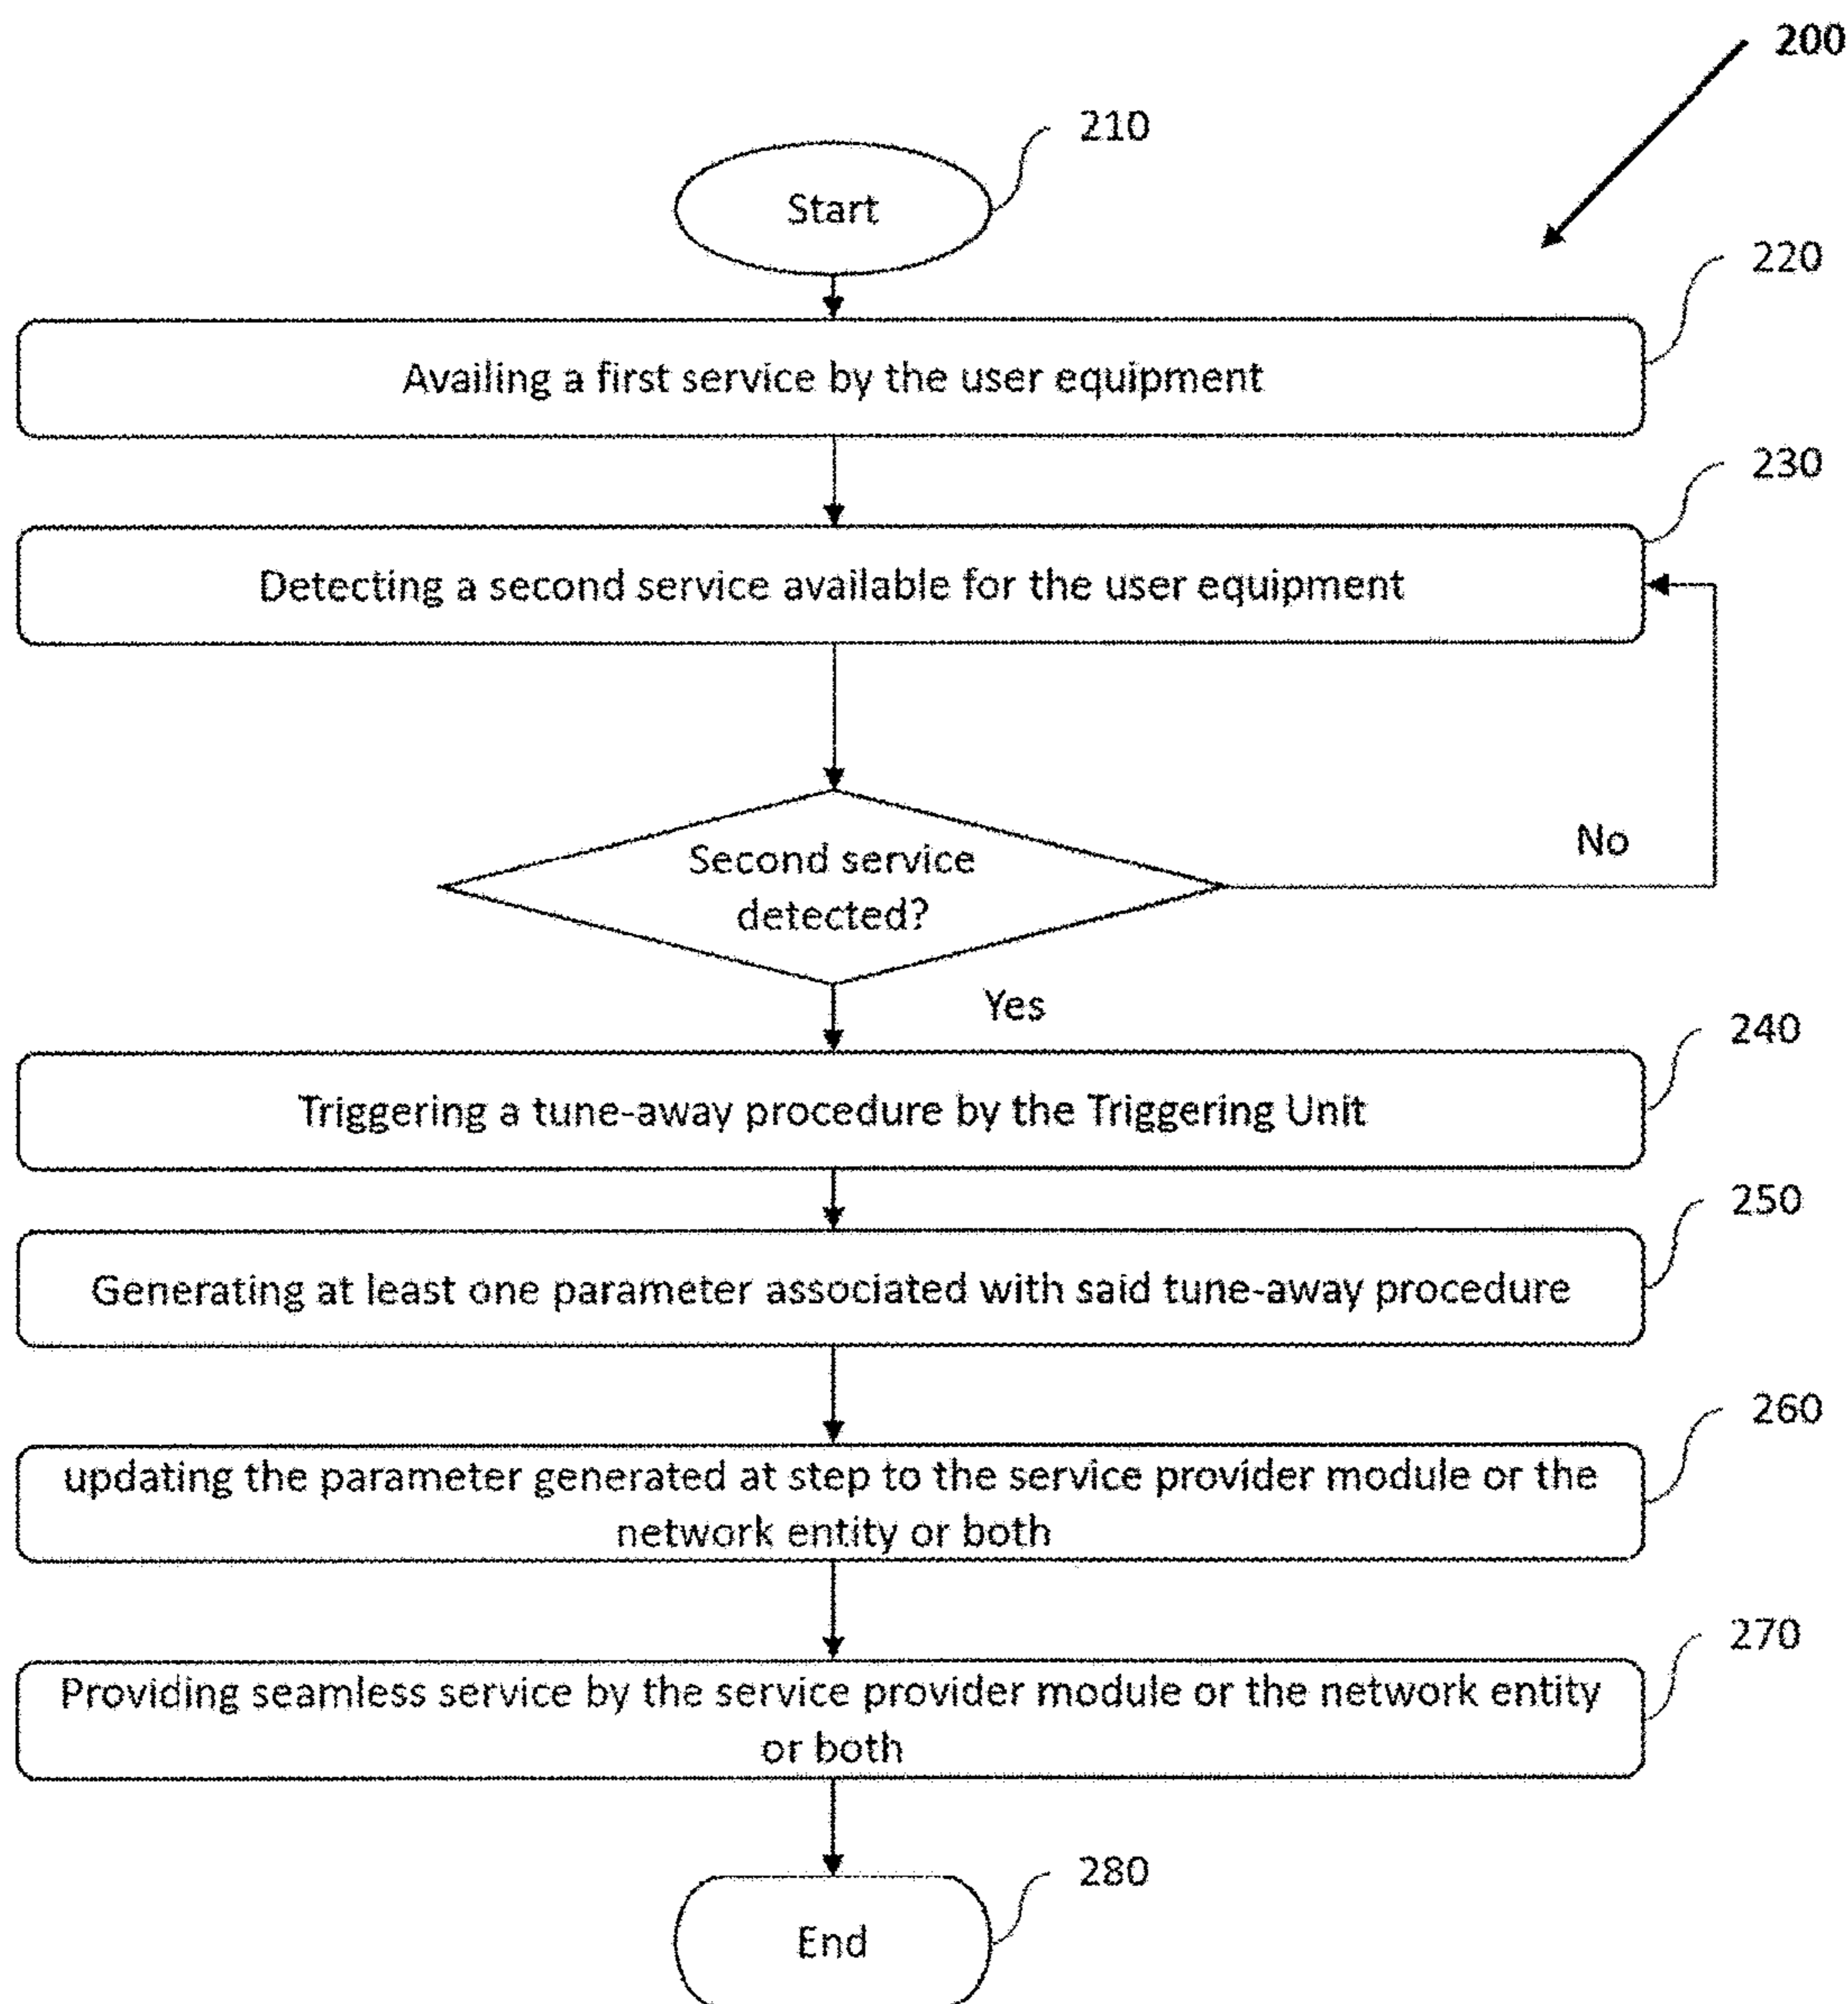 200
210
Start
220
Availing a first service by the user equipment
230
Detecting a second service available for the user equipment
Second service
detected?
No
Yes
240
Triggering a tune-away procedure by the Triggering Unit
250
Generating at least one parameter associated with said tune-away procedure
260
updating the parameter generated at step to the service provider module or the
network entity or both
270
Providing seamless service by the service provider module or the network entity
or both
280
End